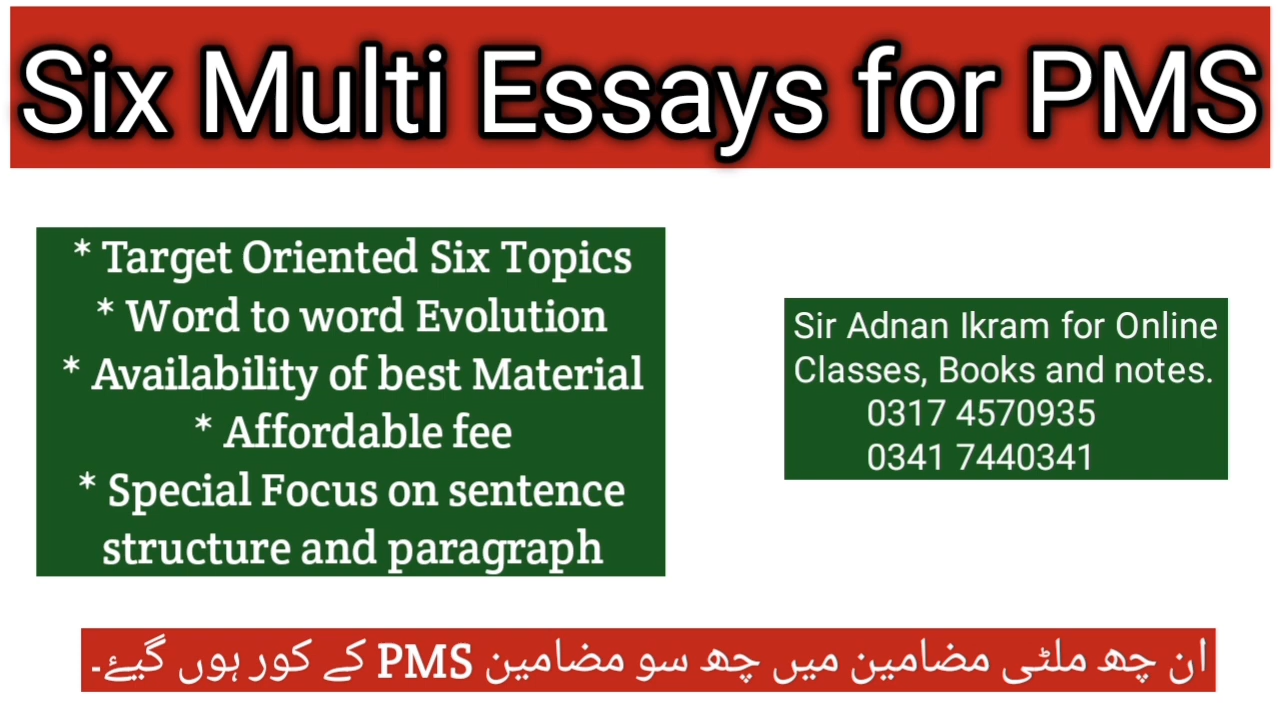 Six Multi Essays for PMS
* Target Oriented Six Topics
* Word to word Evolution
* Availability of best Material
* Affordable fee
* Special Focus on sentence
structure and paragraph
Sir Adnan Ikram for Online
Classes, Books and notes.
0317 4570935
0341 7440341
ان چھ ملٹی مضامین میں چھ سو مضامین PMS کے کور ہوں گیۓ۔